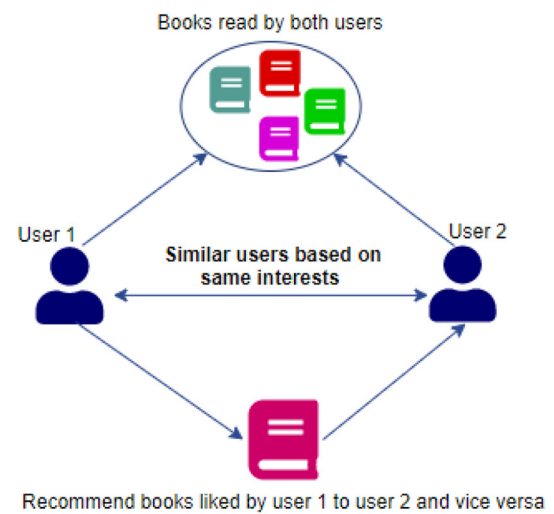 Books read by both users
User 1
User 2
Similar users based on
same interests
Recommend books liked by user 1 to user 2 and vice versa